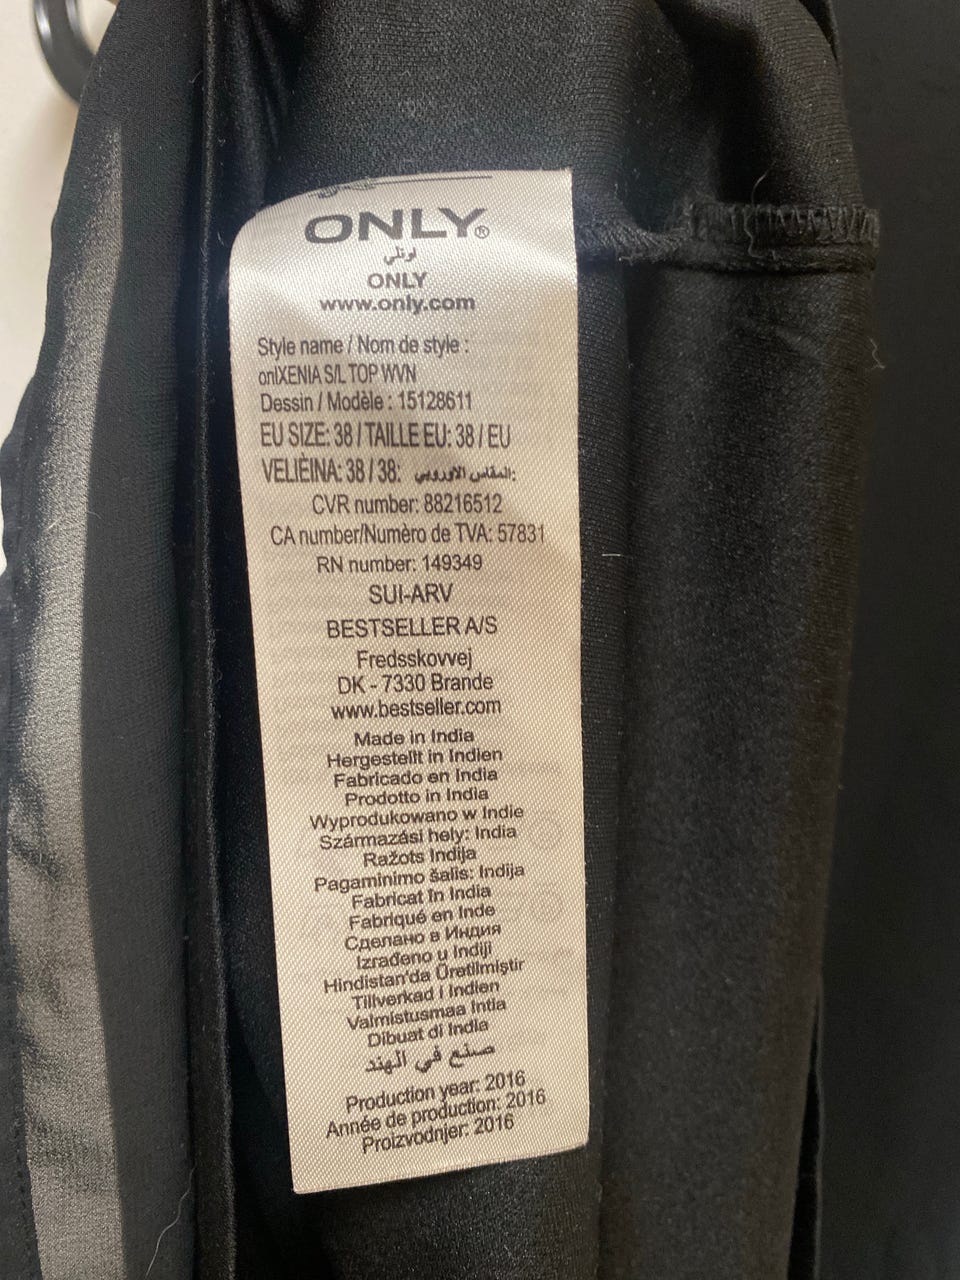 ONLY®
اونلي
ONLY
www.only.com
Style name / Nom de style :
onlXENIA S/L TOP WVN
Dessin / Modèle : 15128611
EU SIZE: 38 / TAILLE EU: 38 / EU
VELIÈINA: 38 / 38: المقاس الأوروبي:
CVR number: 88216512
CA number/Numèro de TVA: 57831
RN number: 149349
SUI-ARV
BESTSELLER A/S
Fredsskovvej
DK - 7330 Brande
www.bestseller.com
Made in India
Hergestellt in Indien
Fabricado en India
Prodotto in India
Wyprodukowano w Indie
Származási hely: India
Ražots Indija
Pagaminimo šalis: Indija
Fabricat în India
Fabriqué en Inde
Сделано в Индия
Izrađeno u Indiji
Hindistan'da Üretilmiştir
Tillverkad i Indien
Valmistusmaa Intia
Dibuat di India
صنع في الهند
Production year: 2016
Année de production: 2016
Proizvodnjer: 2016